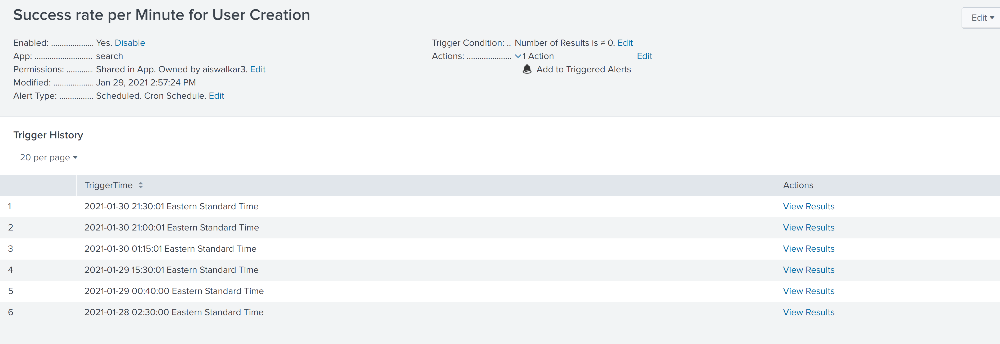 Success rate per Minute for User Creation
Edit
Enabled: .................... Yes. Disable
App: ........................... search
Permissions: ............ Shared in App. Owned by aiswalkar3. Edit
Modified: ................... Jan 29, 2021 2:57:24 PM
Alert Type: ................ Scheduled. Cron Schedule. Edit
Trigger Condition: .. Number of Results is ≠ 0. Edit
Actions: ..................... 1 Action Edit
Add to Triggered Alerts
Trigger History
20 per page
TriggerTime Actions
1 2021-01-30 21:30:01 Eastern Standard Time View Results
2 2021-01-30 21:00:01 Eastern Standard Time View Results
3 2021-01-30 01:15:01 Eastern Standard Time View Results
4 2021-01-29 15:30:01 Eastern Standard Time View Results
5 2021-01-29 00:40:00 Eastern Standard Time View Results
6 2021-01-28 02:30:00 Eastern Standard Time View Results